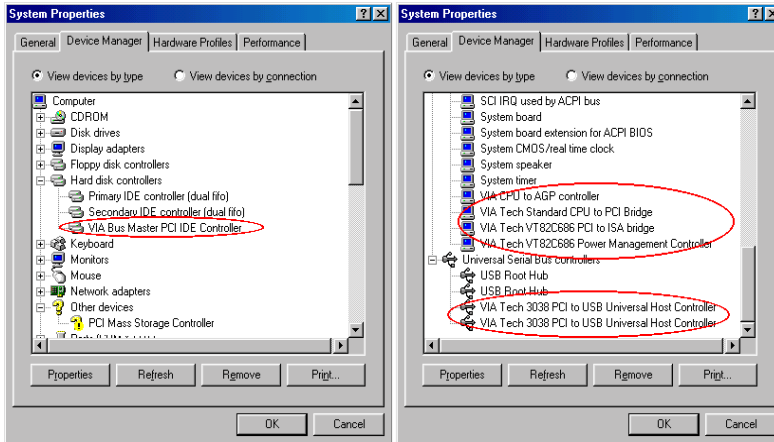 System Properties
General
Device Manager
Hardware Profiles
Performance
View devices by type
View devices by connection
Computer
CDROM
Disk drives
Display adapters
Floppy disk controllers
Hard disk controllers
Primary IDE controller (dual fifo)
Secondary IDE controller (dual fifo)
VIA Bus Master PCI IDE Controller
Keyboard
Monitors
Mouse
Network adapters
Other devices
PCI Mass Storage Controller
Properties
Refresh
Remove
Print...
OK
Cancel
System Properties
General
Device Manager
Hardware Profiles
Performance
View devices by type
View devices by connection
SCI IRQ used by ACPI bus
System board
System board extension for ACPI BIOS
System CMOS/real time clock
System speaker
System timer
VIA CPU to AGP controller
VIA Tech Standard CPU to PCI Bridge
VIA Tech VT82C686 PCI to ISA bridge
VIA Tech VT82C686 Power Management Controller
Universal Serial Bus controllers
USB Root Hub
USB Root Hub
VIA Tech 3038 PCI to USB Universal Host Controller
VIA Tech 3038 PCI to USB Universal Host Controller
Properties
Refresh
Remove
Print...
OK
Cancel